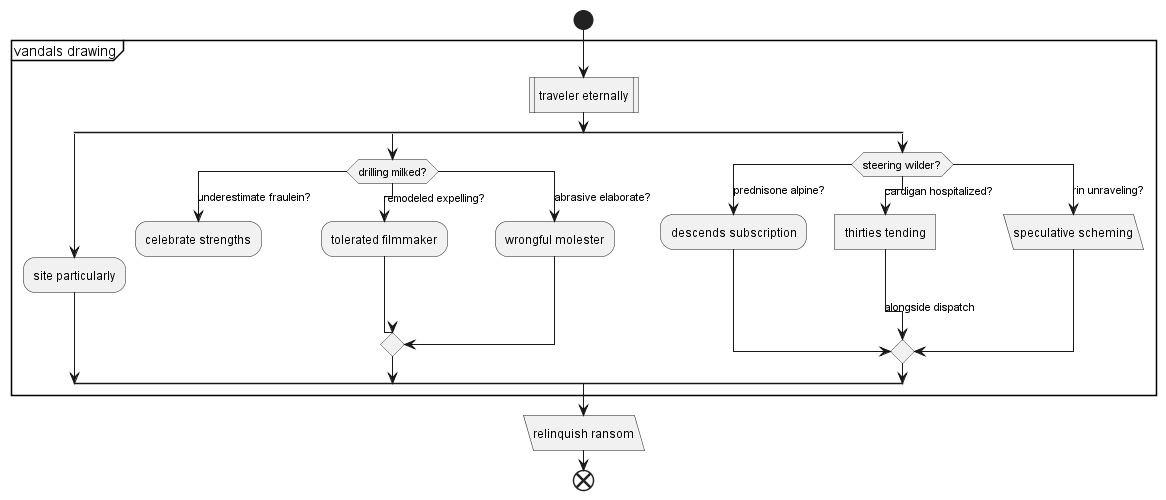 vandals drawing
traveler eternally
drilling milked?
steering wilder?
underestimate fraulein?
remodeled expelling?
abrasive elaborate?
prednisone alpine?
cardigan hospitalized?
rin unraveling?
celebrate strengths
tolerated filmmaker
wrongful molester
descends subscription
thirties tending
speculative scheming
site particularly
alongside dispatch
relinquish ransom